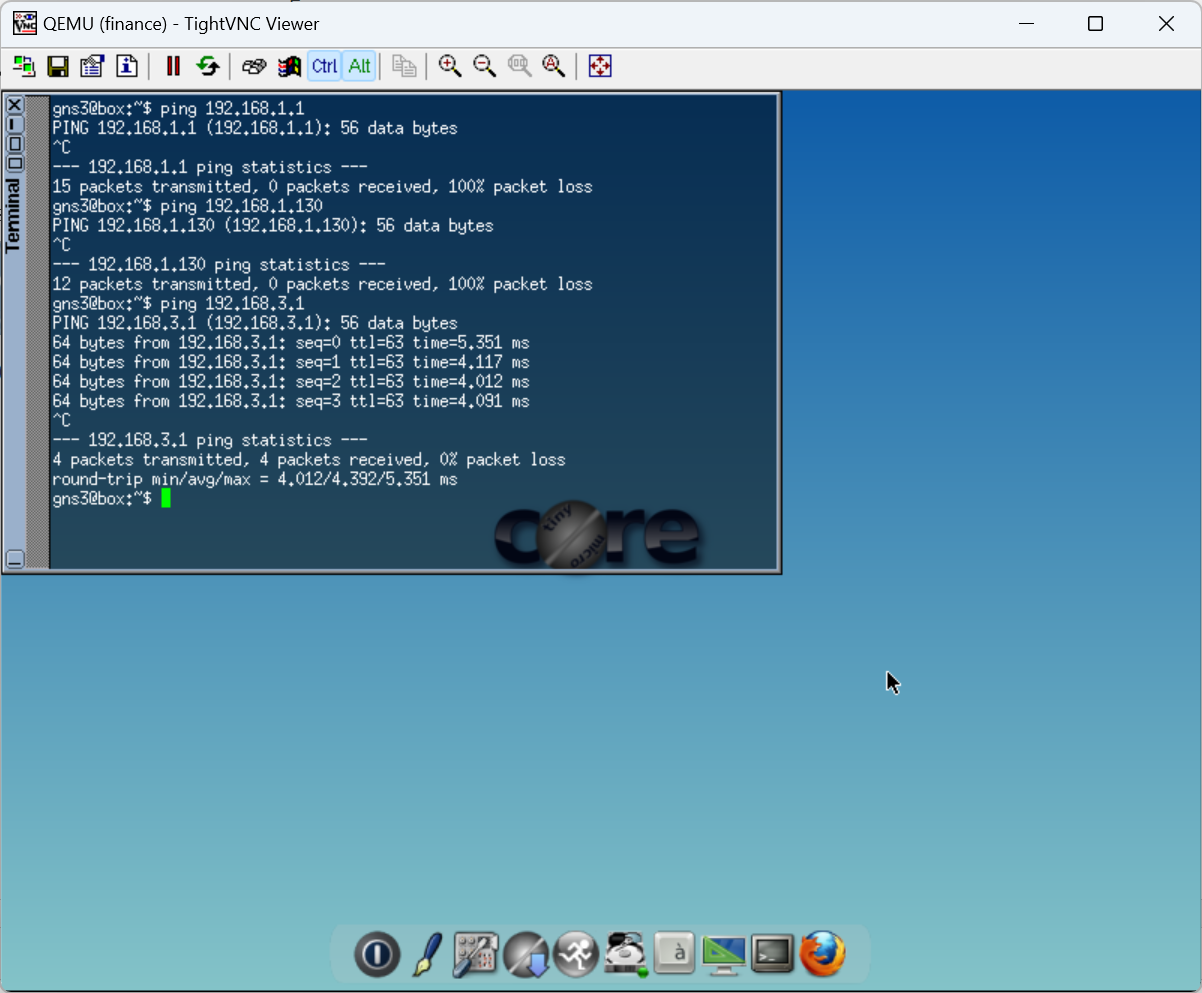 QEMU (finance) - TightVNC Viewer
Ctrl Alt
Terminal
gns3@box:~$ ping 192.168.1.1
PING 192.168.1.1 (192.168.1.1): 56 data bytes
^C
--- 192.168.1.1 ping statistics ---
15 packets transmitted, 0 packets received, 100% packet loss
gns3@box:~$ ping 192.168.1.130
PING 192.168.1.130 (192.168.1.130): 56 data bytes
^C
--- 192.168.1.130 ping statistics ---
12 packets transmitted, 0 packets received, 100% packet loss
gns3@box:~$ ping 192.168.3.1
PING 192.168.3.1 (192.168.3.1): 56 data bytes
64 bytes from 192.168.3.1: seq=0 ttl=63 time=5.351 ms
64 bytes from 192.168.3.1: seq=1 ttl=63 time=4.117 ms
64 bytes from 192.168.3.1: seq=2 ttl=63 time=4.012 ms
64 bytes from 192.168.3.1: seq=3 ttl=63 time=4.091 ms
^C
--- 192.168.3.1 ping statistics ---
4 packets transmitted, 4 packets received, 0% packet loss
round-trip min/avg/max = 4.012/4.392/5.351 ms
gns3@box:~$
core
tiny
micro
à